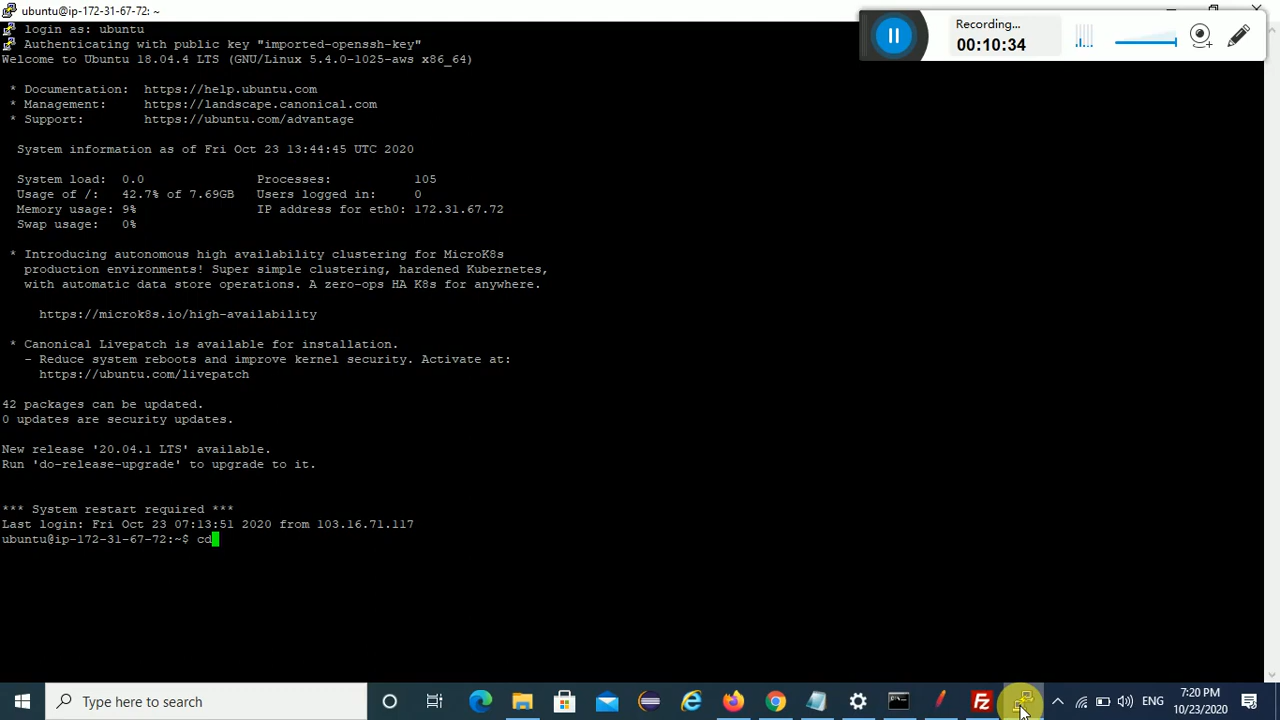 ubuntu@ip-172-31-67-72: ~
login as: ubuntu
Authenticating with public key "imported-openssh-key"
Welcome to Ubuntu 18.04.4 LTS (GNU/Linux 5.4.0-1025-aws x86_64)
* Documentation:  https://help.ubuntu.com
* Management:     https://landscape.canonical.com
* Support:        https://ubuntu.com/advantage
System information as of Fri Oct 23 13:44:45 UTC 2020
System load:  0.0                Processes:           105
Usage of /:   42.7% of 7.69GB   Users logged in:     0
Memory usage: 9%                 IP address for eth0: 172.31.67.72
Swap usage:   0%
* Introducing autonomous high availability clustering for MicroK8s
production environments! Super simple clustering, hardened Kubernetes,
with automatic data store operations. A zero-ops HA K8s for anywhere.
https://microk8s.io/high-availability
* Canonical Livepatch is available for installation.
- Reduce system reboots and improve kernel security. Activate at:
https://ubuntu.com/livepatch
42 packages can be updated.
0 updates are security updates.
New release '20.04.1 LTS' available.
Run 'do-release-upgrade' to upgrade to it.
*** System restart required ***
Last login: Fri Oct 23 07:13:51 2020 from 103.16.71.117
ubuntu@ip-172-31-67-72:~$ cd
Recording...
00:10:34
Type here to search
Fz
ENG
7:20 PM
10/23/2020